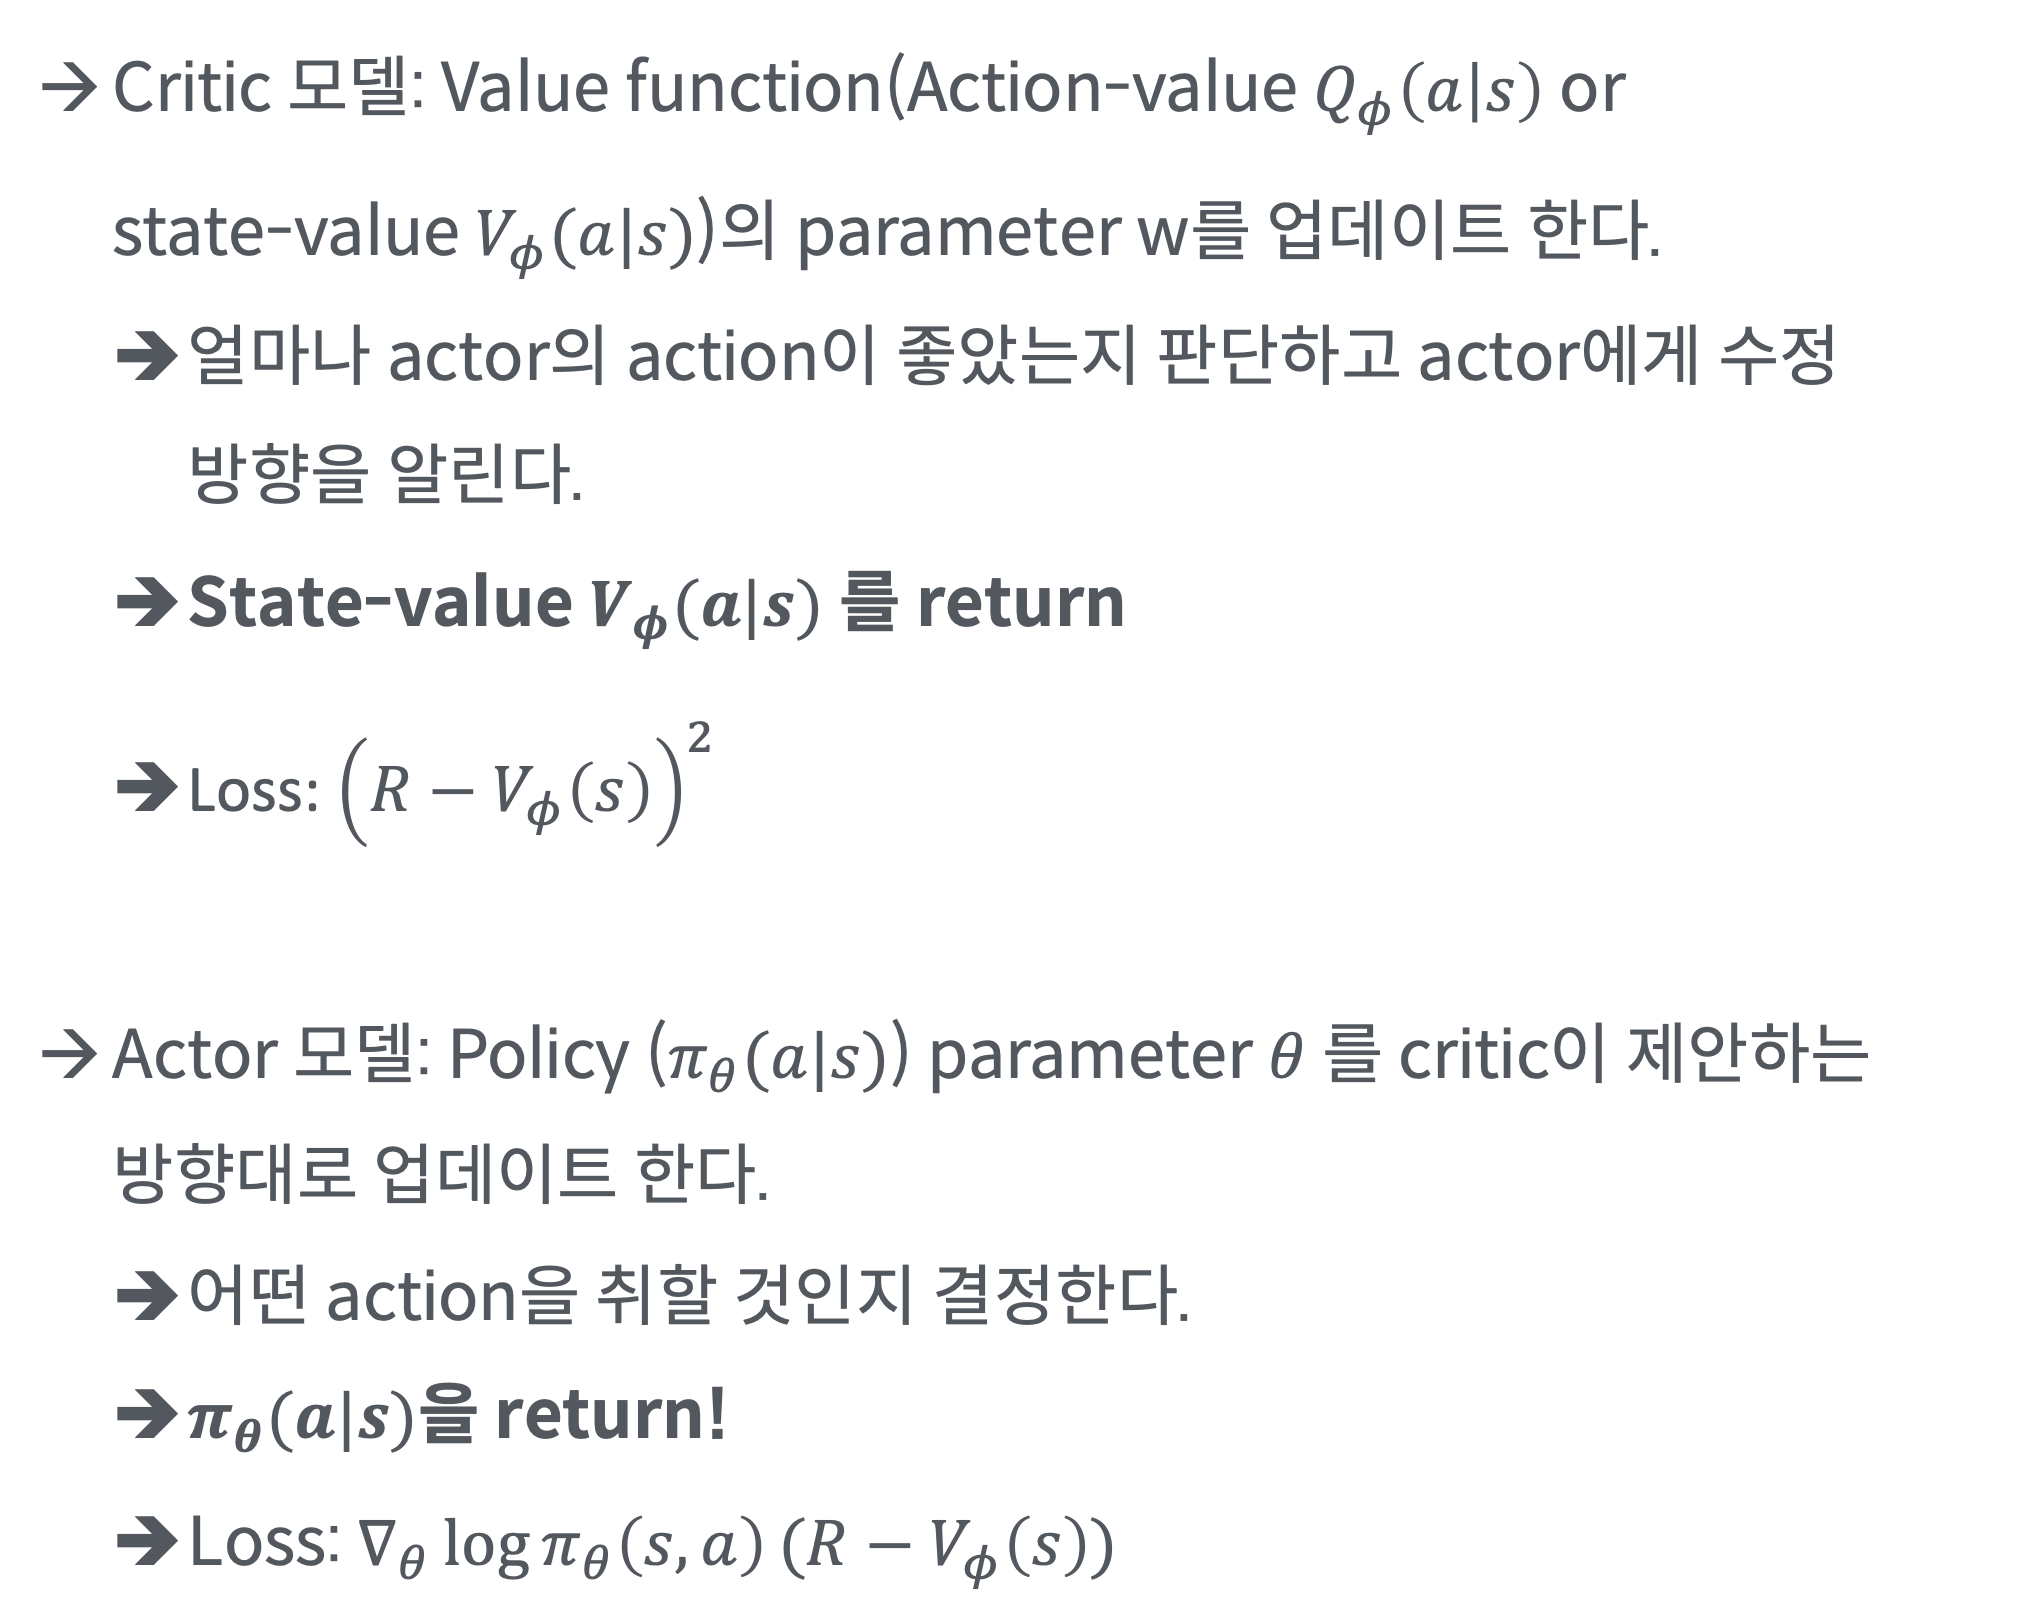 → Critic 모델: Value function(Action-value 𝑄_𝜙(𝑎|𝑠) or
state-value 𝑉_𝜙(𝑎|𝑠))의 parameter w를 업데이트 한다.
➔ 얼마나 actor의 action이 좋았는지 판단하고 actor에게 수정
방향을 알린다.
➔ State-value 𝑽_𝝓(𝒂|𝒔) 를 return
➔ Loss: (𝑅 − 𝑉_𝜙(𝑠))^2
→ Actor 모델: Policy (𝜋_𝜃(𝑎|𝑠)) parameter 𝜃 를 critic이 제안하는
방향대로 업데이트 한다.
➔ 어떤 action을 취할 것인지 결정한다.
➔ 𝝅_𝜽(𝒂|𝒔)을 return!
➔ Loss: ∇_𝜃 log 𝜋_𝜃(𝑠, 𝑎) (𝑅 − 𝑉_𝜙(𝑠))